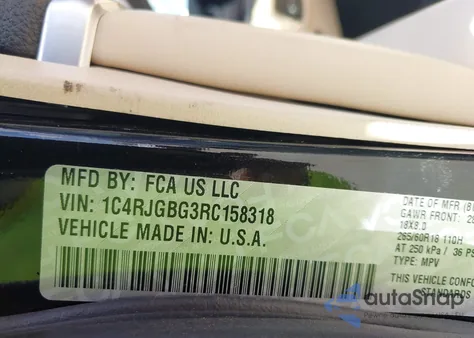 MFD BY: FCA US LLC
VIN: 1C4RJGBG3RC158318
VEHICLE MADE IN: U.S.A.
DATE OF MFR
GAWR FRONT:
18X8.0
265/60R18 110H
AT 250 kPa / 36 PS
TYPE: MPV
THIS VEHICLE CONFO
STANDARDS
autoSnap